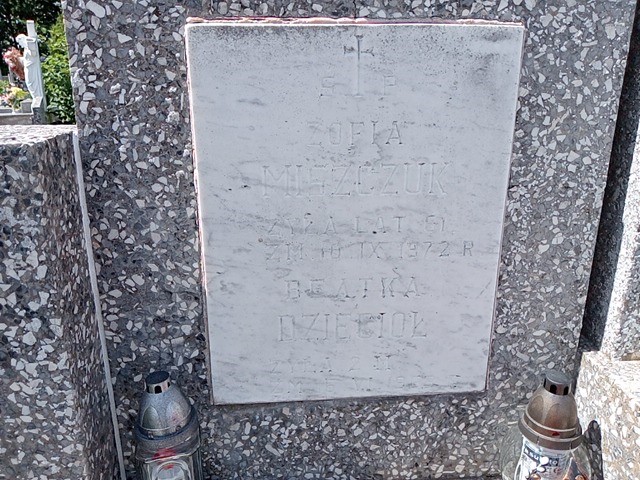 Ś P
ZOFIA
MISZCZUK
ŻYŁA LAT 61
ZM. 10 IX 1972 R
BEATKA
DZIĘCIOŁ